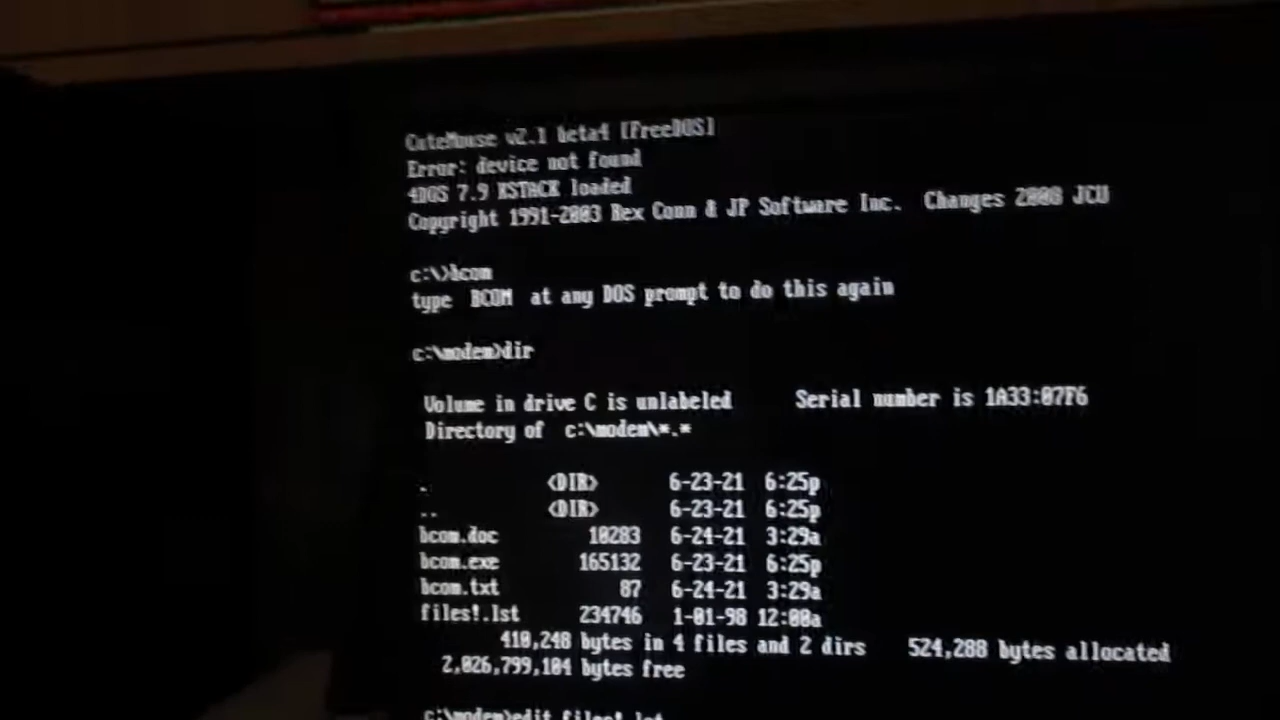 CuteMouse v2.1 beta4 [FreeDOS]
Error: device not found
4DOS 7.9 KSTACK loaded
Copyright 1991-2003 Rex Conn & JP Software Inc.  Changes 2008 JCU
c:\>bcom
type  BCOM  at any DOS prompt to do this again
c:\modem>dir
Volume in drive C is unlabeled     Serial number is 1A33:07F6
Directory of  c:\modem\*.*
.            <DIR>     6-23-21  6:25p
..           <DIR>     6-23-21  6:25p
bcom.doc     10283     6-24-21  3:29a
bcom.exe     165132    6-23-21  6:25p
bcom.txt     87        6-24-21  3:29a
files!.lst   234746    1-01-98 12:00a
410,248 bytes in 4 files and 2 dirs    524,288 bytes allocated
2,026,799,104 bytes free
c:\modem>edit files!.lst